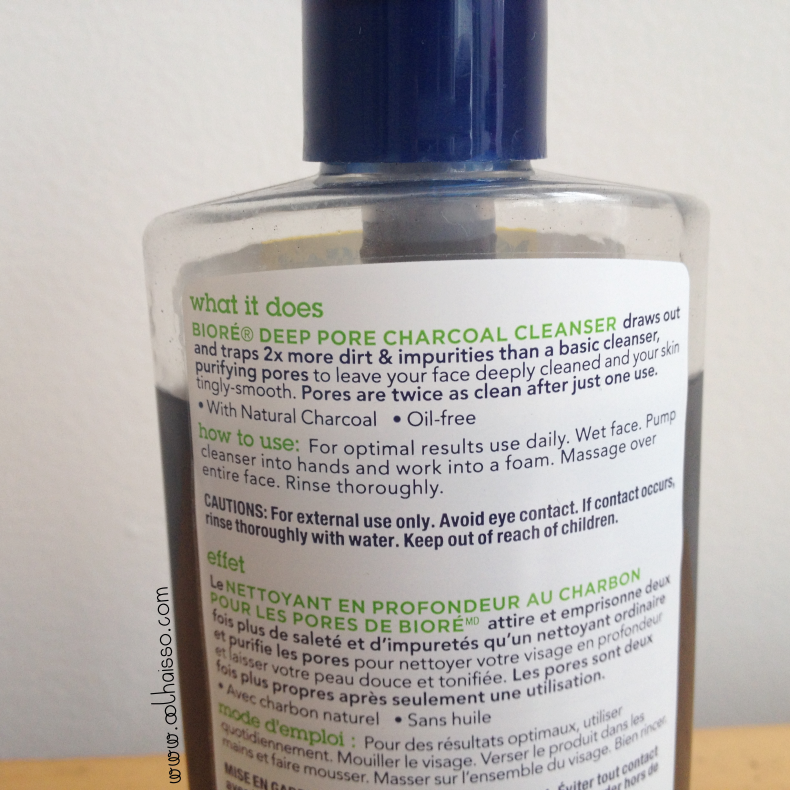 what it does
BIORÉ® DEEP PORE CHARCOAL CLEANSER draws out
and traps 2x more dirt & impurities than a basic cleanser,
purifying pores to leave your face deeply cleaned and your skin
tingly-smooth. Pores are twice as clean after just one use.
• With Natural Charcoal • Oil-free
how to use: For optimal results use daily. Wet face. Pump
cleanser into hands and work into a foam. Massage over
entire face. Rinse thoroughly.
CAUTIONS: For external use only. Avoid eye contact. If contact occurs,
rinse thoroughly with water. Keep out of reach of children.
effet
Le NETTOYANT EN PROFONDEUR AU CHARBON
POUR LES PORES DE BIORÉMD attire et emprisonne deux
fois plus de saleté et d'impuretés qu'un nettoyant ordinaire
et purifie les pores pour nettoyer votre visage en profondeur
et laisser votre peau douce et tonifiée. Les pores sont deux
fois plus propres après seulement une utilisation.
• Avec charbon naturel • Sans huile
mode d'emploi : Pour des résultats optimaux, utiliser
quotidiennement. Mouiller le visage. Verser le produit dans les
mains et faire mousser. Masser sur l'ensemble du visage. Bien rincer.
MISE EN Éviter tout contact
hors de
www.oolhaisso.com